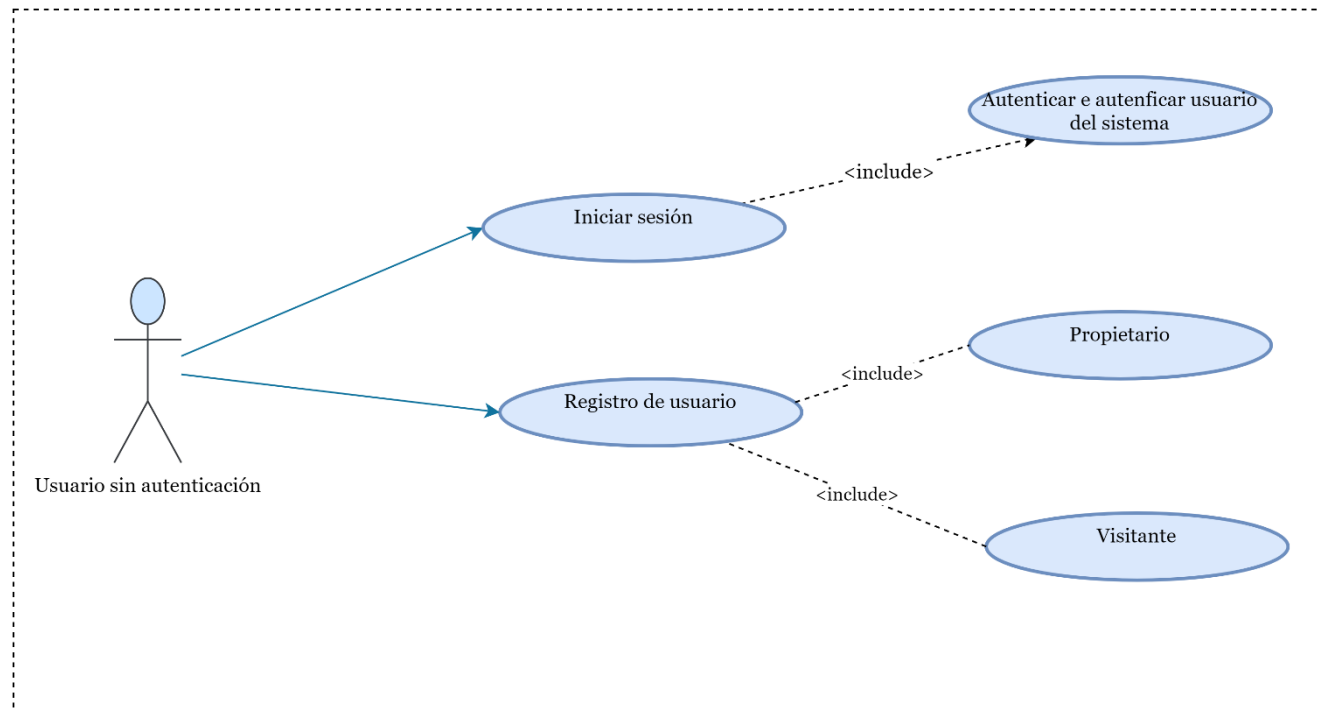 Autenticar e autenficar usuario
del sistema
<include>
Iniciar sesión
Propietario
<include>
Registro de usuario
Usuario sin autenticación
<include>
Visitante